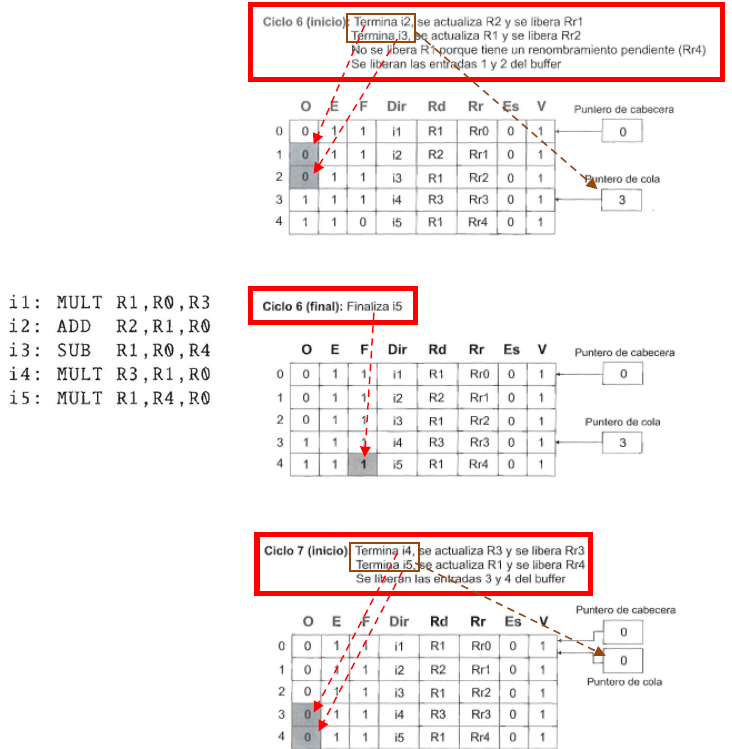 Ciclo 6 (inicio): Termina i2, se actualiza R2 y se libera Rr1
Termina i3, se actualiza R1 y se libera Rr2
No se libera R1 porque tiene un renombramiento pendiente (Rr4)
Se liberan las entradas 1 y 2 del buffer
O E F Dir Rd Rr Es V
Puntero de cabecera
0 0 1 1 i1 R1 Rr0 0 1 0
1 0 1 1 i2 R2 Rr1 0 1
Puntero de cola
2 0 1 1 i3 R1 Rr2 0 1
3 1 1 1 i4 R3 Rr3 0 1 3
4 1 1 0 i5 R1 Rr4 0 1
i1: MULT R1,R0,R3
i2: ADD R2,R1,R0
i3: SUB R1,R0,R4
i4: MULT R3,R1,R0
i5: MULT R1,R4,R0
Ciclo 6 (final): Finaliza i5
O E F Dir Rd Rr Es V
Puntero de cabecera
0 0 1 1 i1 R1 Rr0 0 1 0
1 0 1 1 i2 R2 Rr1 0 1
2 0 1 1 i3 R1 Rr2 0 1
Puntero de cola
3 1 1 1 i4 R3 Rr3 0 1 3
4 1 1 1 i5 R1 Rr4 0 1
Ciclo 7 (inicio): Termina i4, se actualiza R3 y se libera Rr3
Termina i5, se actualiza R1 y se libera Rr4
Se liberan las entradas 3 y 4 del buffer
Puntero de cabecera
O E F Dir Rd Rr Es V
0
0 0 1 1 i1 R1 Rr0 0 1
1 0 1 1 i2 R2 Rr1 0 1 0
Puntero de cola
2 0 1 1 i3 R1 Rr2 0 1
3 0 1 1 i4 R3 Rr3 0 1
4 0 1 1 i5 R1 Rr4 0 1